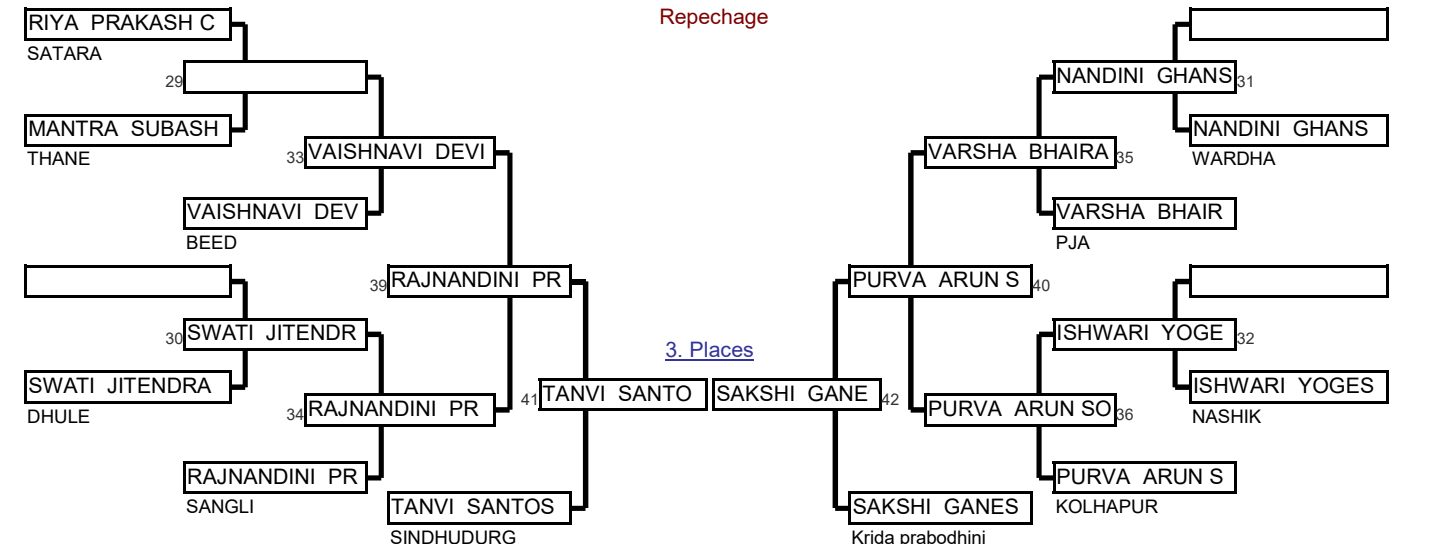 Repechage
RIYA PRAKASH C
SATARA
29
MANTRA SUBASH
THANE
33 VAISHNAVI DEVI
VAISHNAVI DEV
BEED
39 RAJNANDINI PR
30 SWATI JITENDR
SWATI JITENDRA
DHULE
34 RAJNANDINI PR
RAJNANDINI PR
SANGLI
41 TANVI SANTO
TANVI SANTOS
SINDHUDURG
3. Places
NANDINI GHANS 31
NANDINI GHANS
WARDHA
VARSHA BHAIRA 35
VARSHA BHAIR
PJA
PURVA ARUN S 40
ISHWARI YOGE 32
ISHWARI YOGES
NASHIK
SAKSHI GANE 42
PURVA ARUN SO 36
PURVA ARUN S
KOLHAPUR
SAKSHI GANES
Krida prabodhini